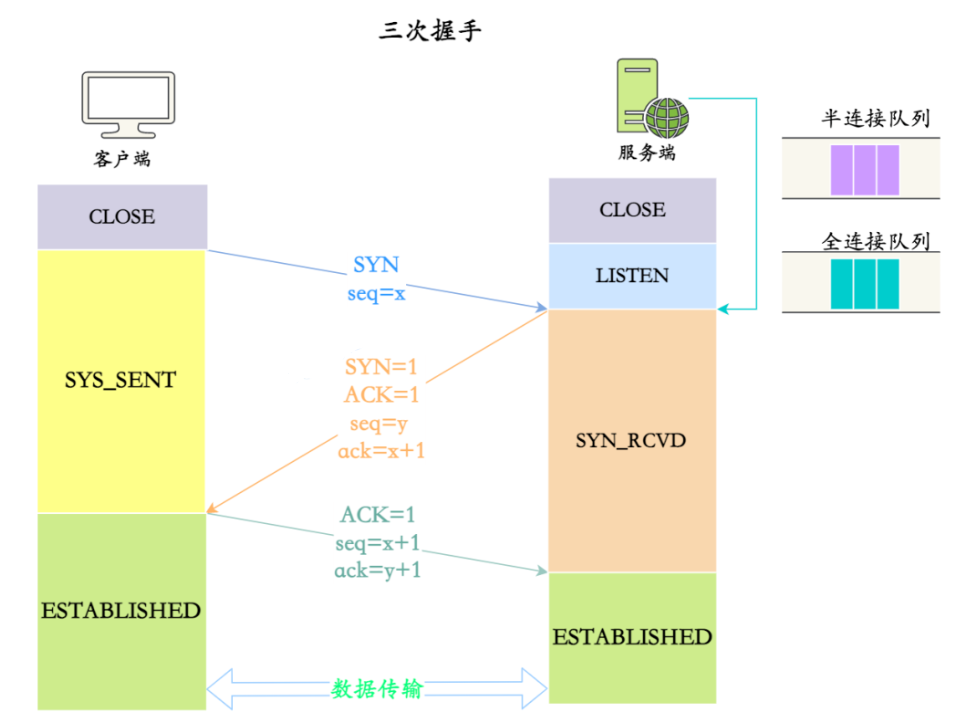 三次握手
客户端
服务端
半连接队列
全连接队列
CLOSE
CLOSE
LISTEN
SYN
seq=x
SYS_SENT
SYN=1
ACK=1
seq=y
ack=x+1
SYN_RCVD
ACK=1
seq=x+1
ack=y+1
ESTABLISHED
ESTABLISHED
数据传输